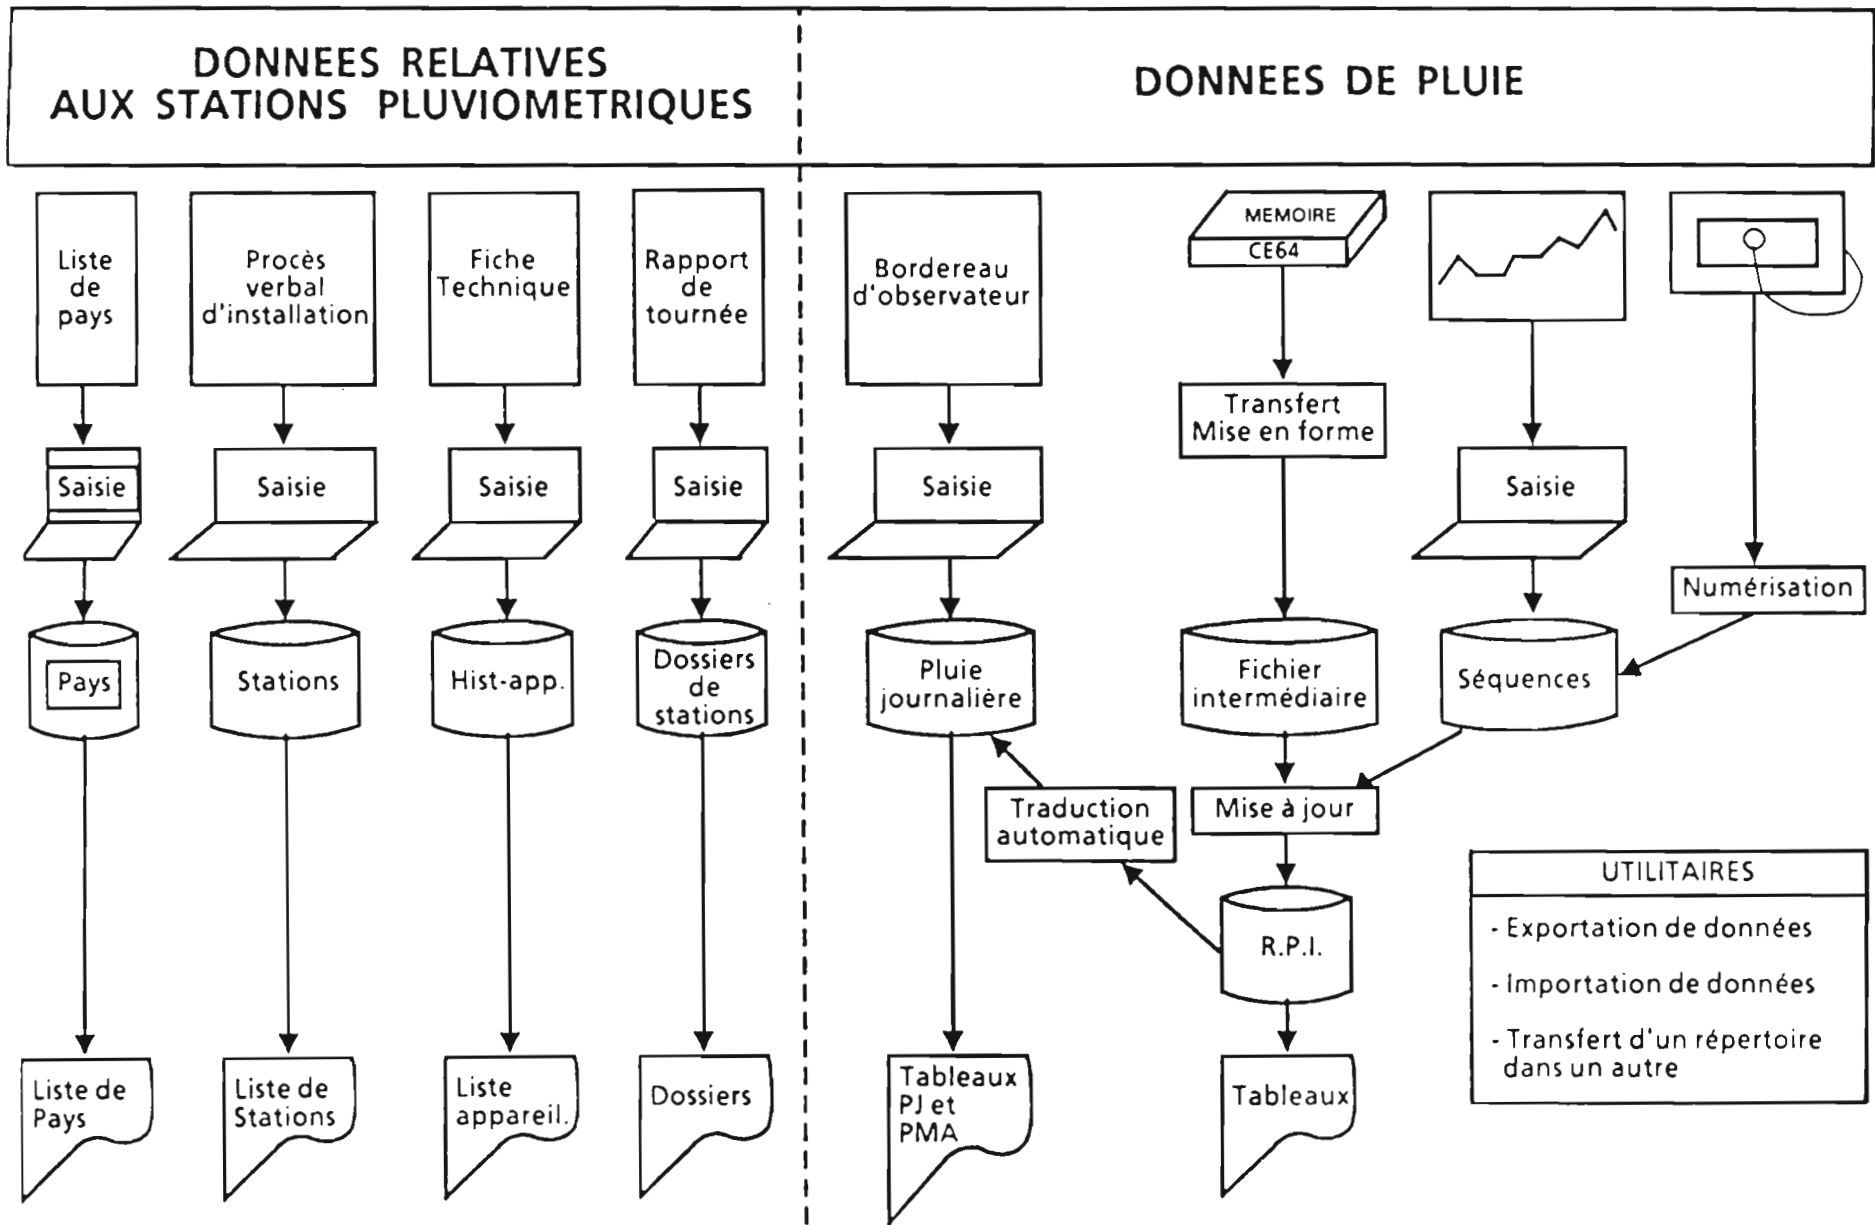 DONNEES RELATIVES
AUX STATIONS PLUVIOMETRIQUES
DONNEES DE PLUIE
Liste
de
pays
Procès
verbal
d'installation
Fiche
Technique
Rapport
de
tournée
Bordereau
d'observateur
MEMOIRE
CE64
Transfert
Mise en forme
Saisie
Saisie
Saisie
Saisie
Saisie
Saisie
Numérisation
Pays
Stations
Hist-app.
Dossiers
de
stations
Pluie
journalière
Fichier
intermédiaire
Séquences
Traduction
automatique
Mise à jour
R.P.I.
UTILITAIRES
- Exportation de données
- Importation de données
- Transfert d'un répertoire
dans un autre
Liste de
Pays
Liste de
Stations
Liste
appareil.
Dossiers
Tableaux
PJ et
PMA
Tableaux